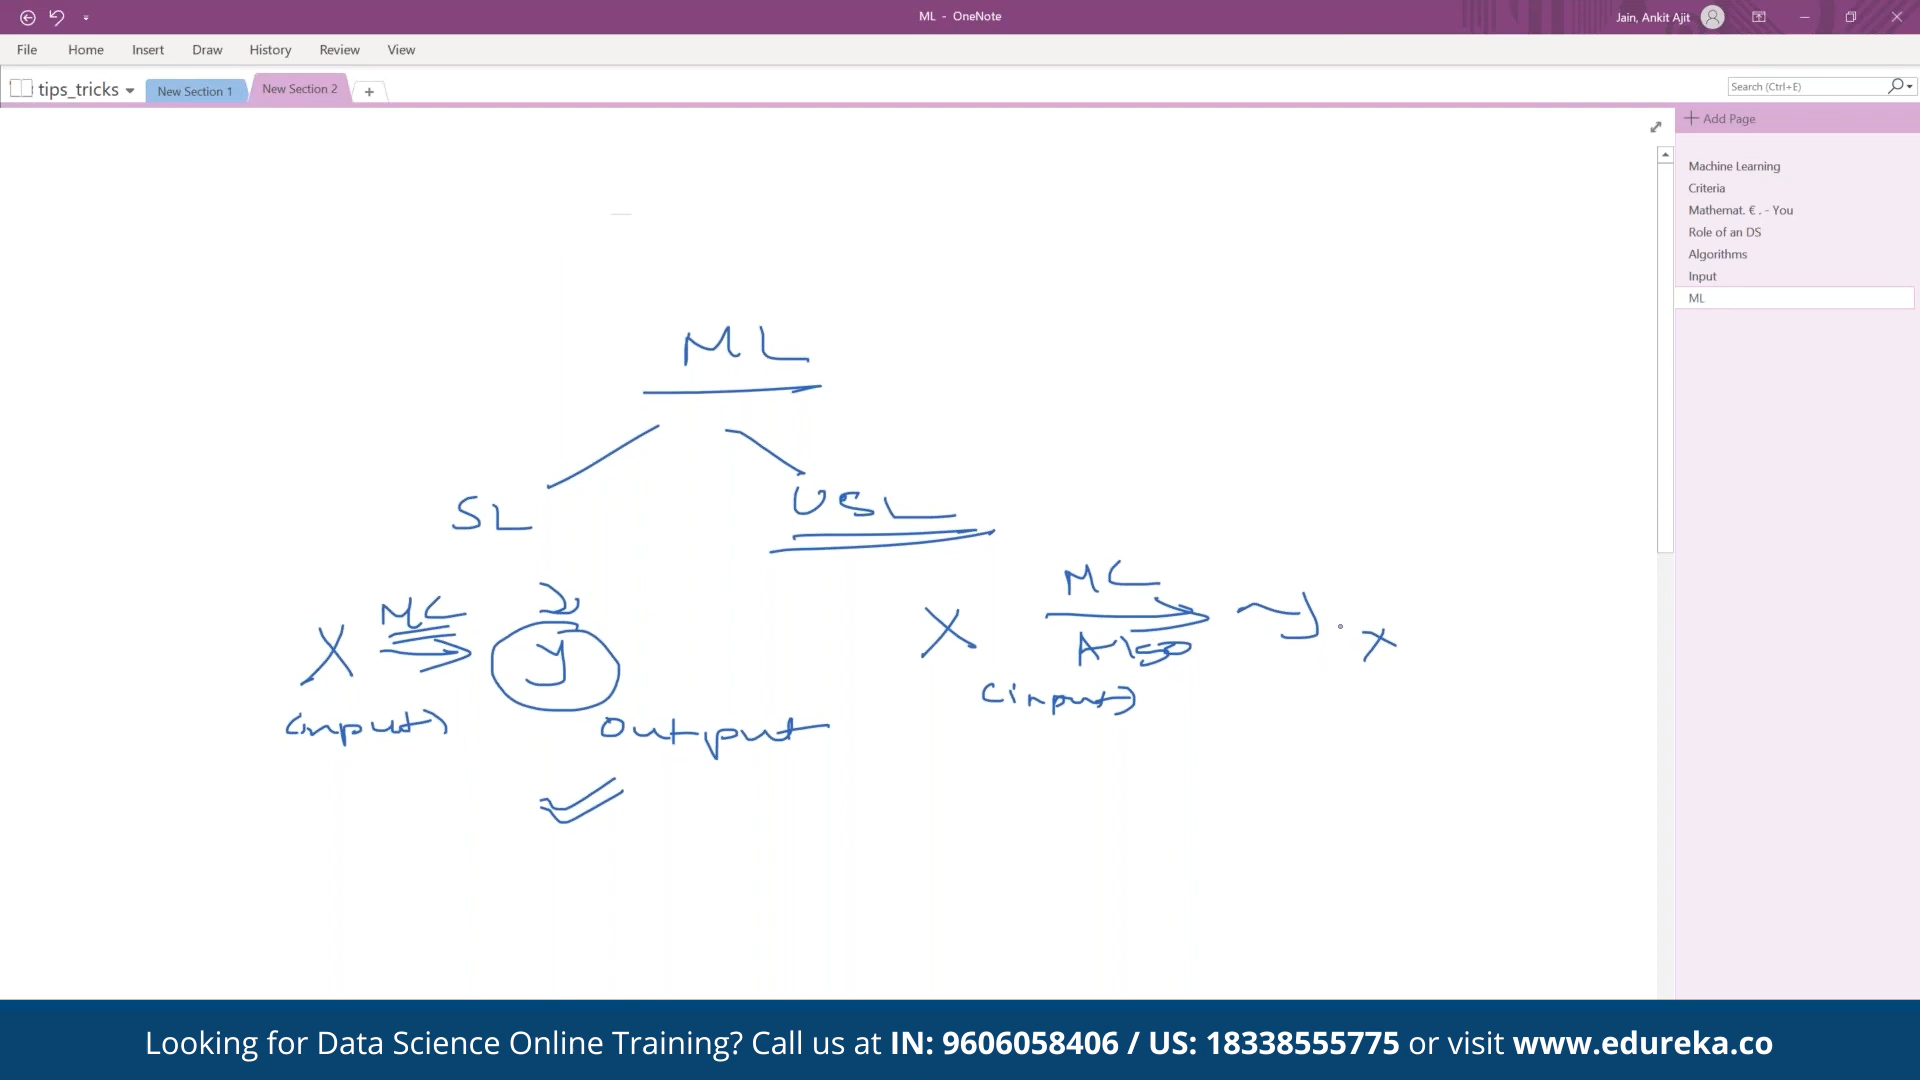 ML - OneNote
Jain, Ankit Ajit
File Home Insert Draw History Review View
tips_tricks New Section 1 New Section 2 +
Search (Ctrl+E)
Add Page
Machine Learning
Criteria
Mathemat. € . - You
Role of an DS
Algorithms
Input
ML
ML
SL USL
X y
(input) Output
X ~y x
(input)
Looking for Data Science Online Training? Call us at IN: 9606058406 / US: 18338555775 or visit www.edureka.co